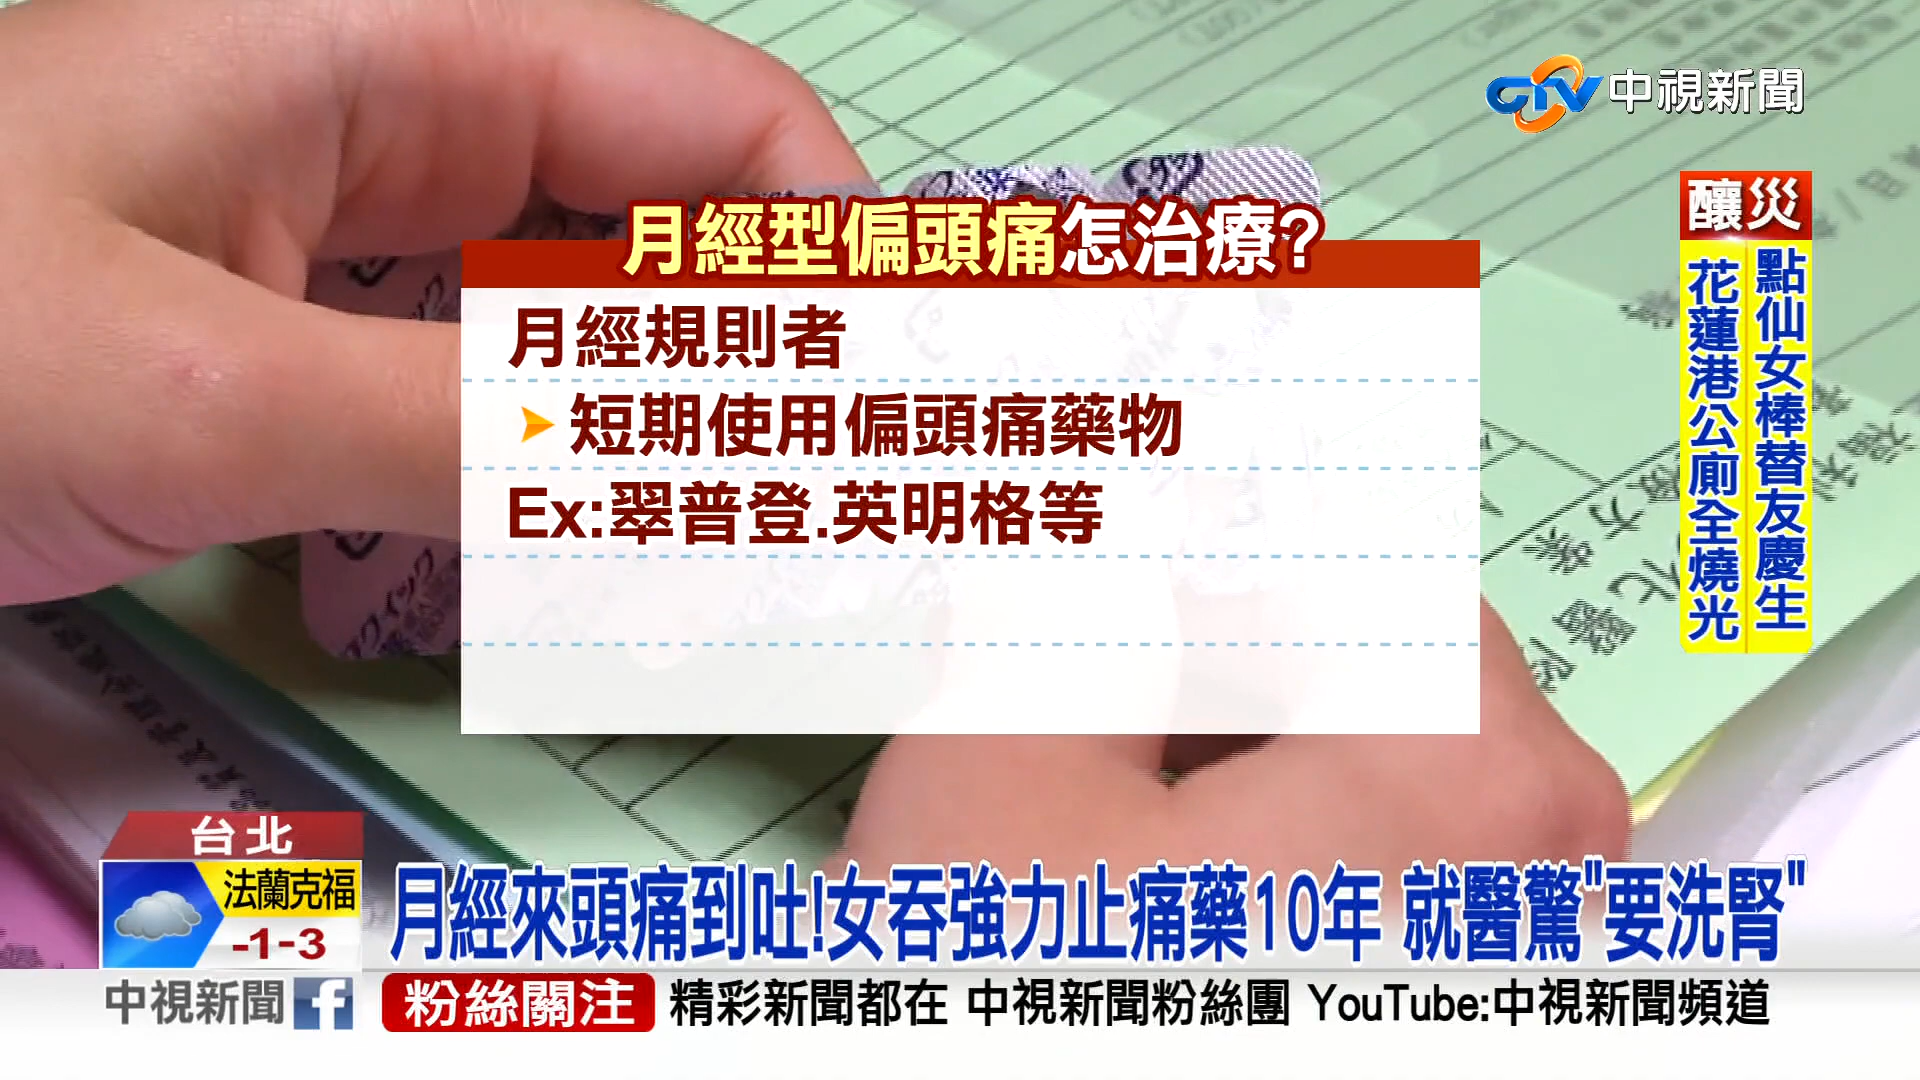 CTV中視新聞
釀災
點仙女棒替友慶生
花蓮港公廁全燒光
月經型偏頭痛怎治療?
月經規則者
短期使用偏頭痛藥物
Ex:翠普登.英明格等
台北
法蘭克福
-1-3
月經來頭痛到吐!女吞強力止痛藥10年 就醫驚"要洗腎"
中視新聞 f
粉絲關注
精彩新聞都在 中視新聞粉絲團 YouTube:中視新聞頻道